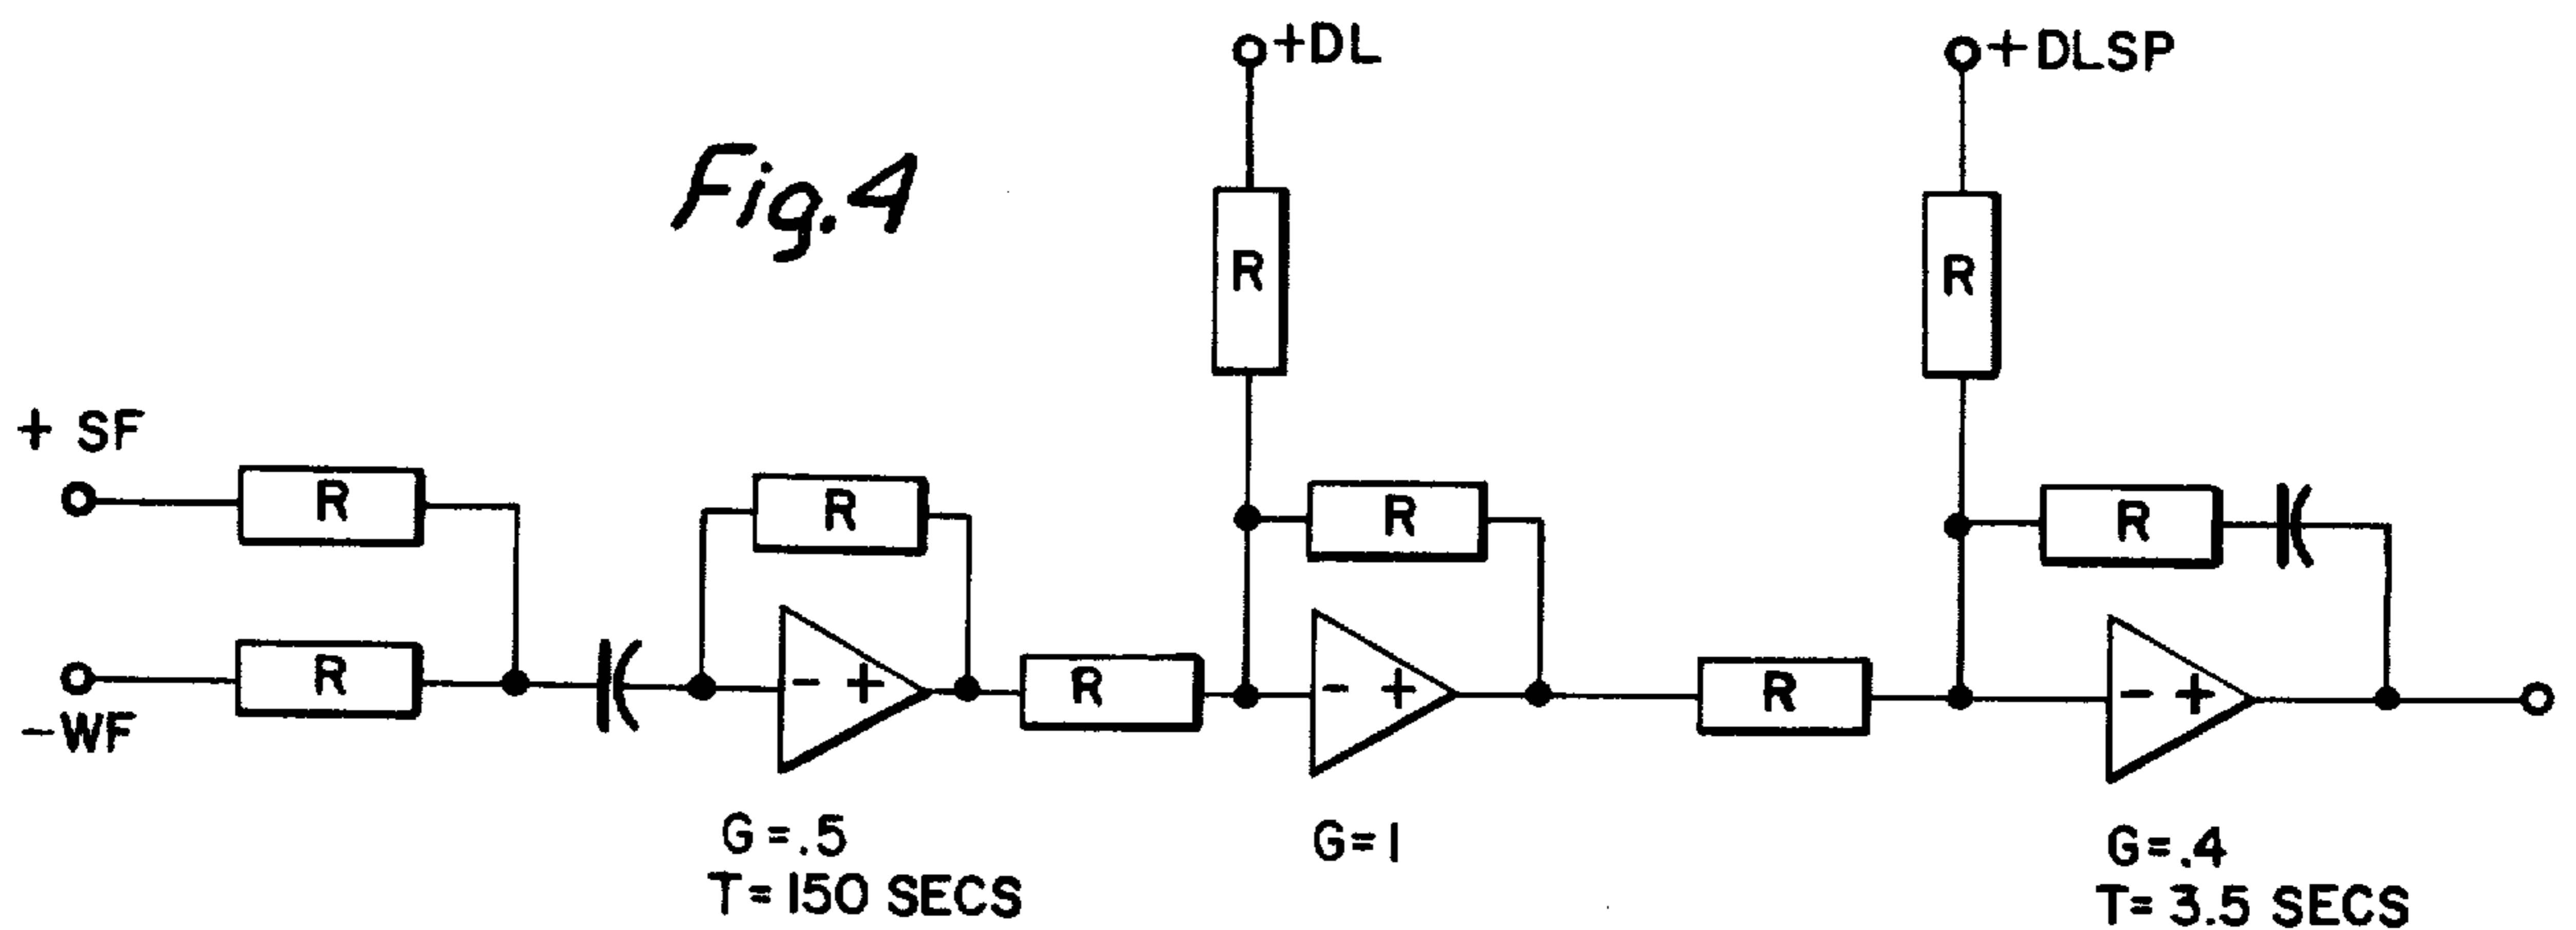 +DL
+DLSP
Fig.4
R
R
+ SF
R
R
R
R
R
R
R
R
-WF
- +
- +
- +
G=.5
T=150 SECS
G=1
G=.4
T=3.5 SECS